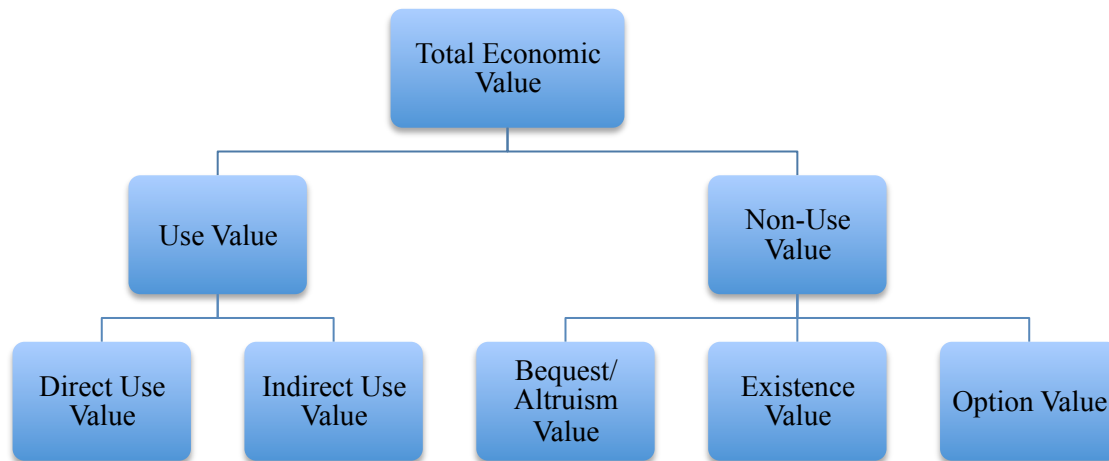 Total Economic
Value
Use Value
Non-Use
Value
Direct Use
Value
Indirect Use
Value
Bequest/
Altruism
Value
Existence
Value
Option Value